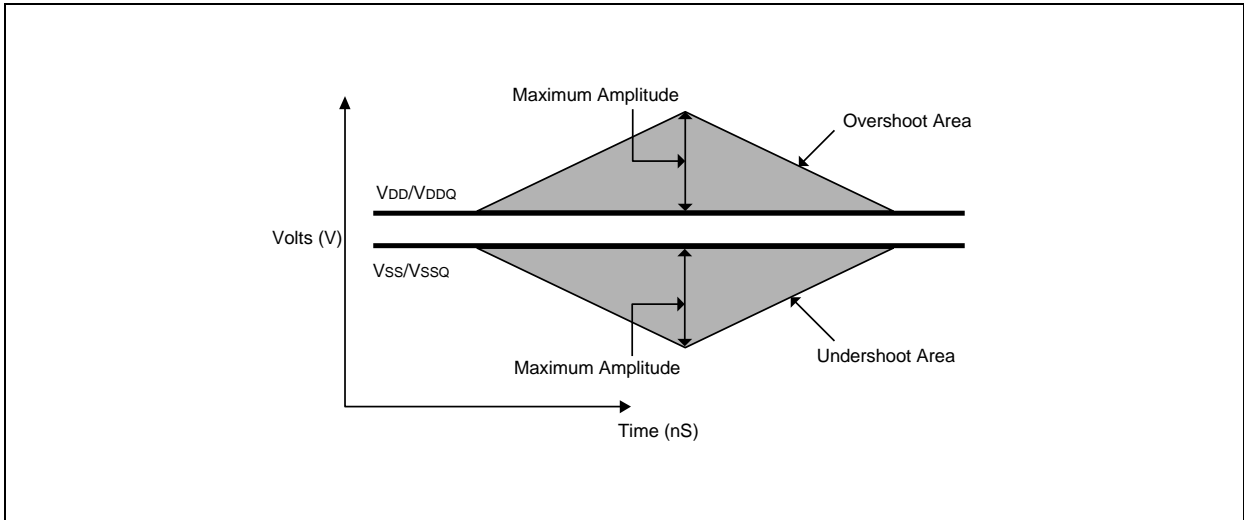 Maximum Amplitude
Overshoot Area
VDD/VDDQ
Volts (V)
VSS/VSSQ
Undershoot Area
Maximum Amplitude
Time (nS)